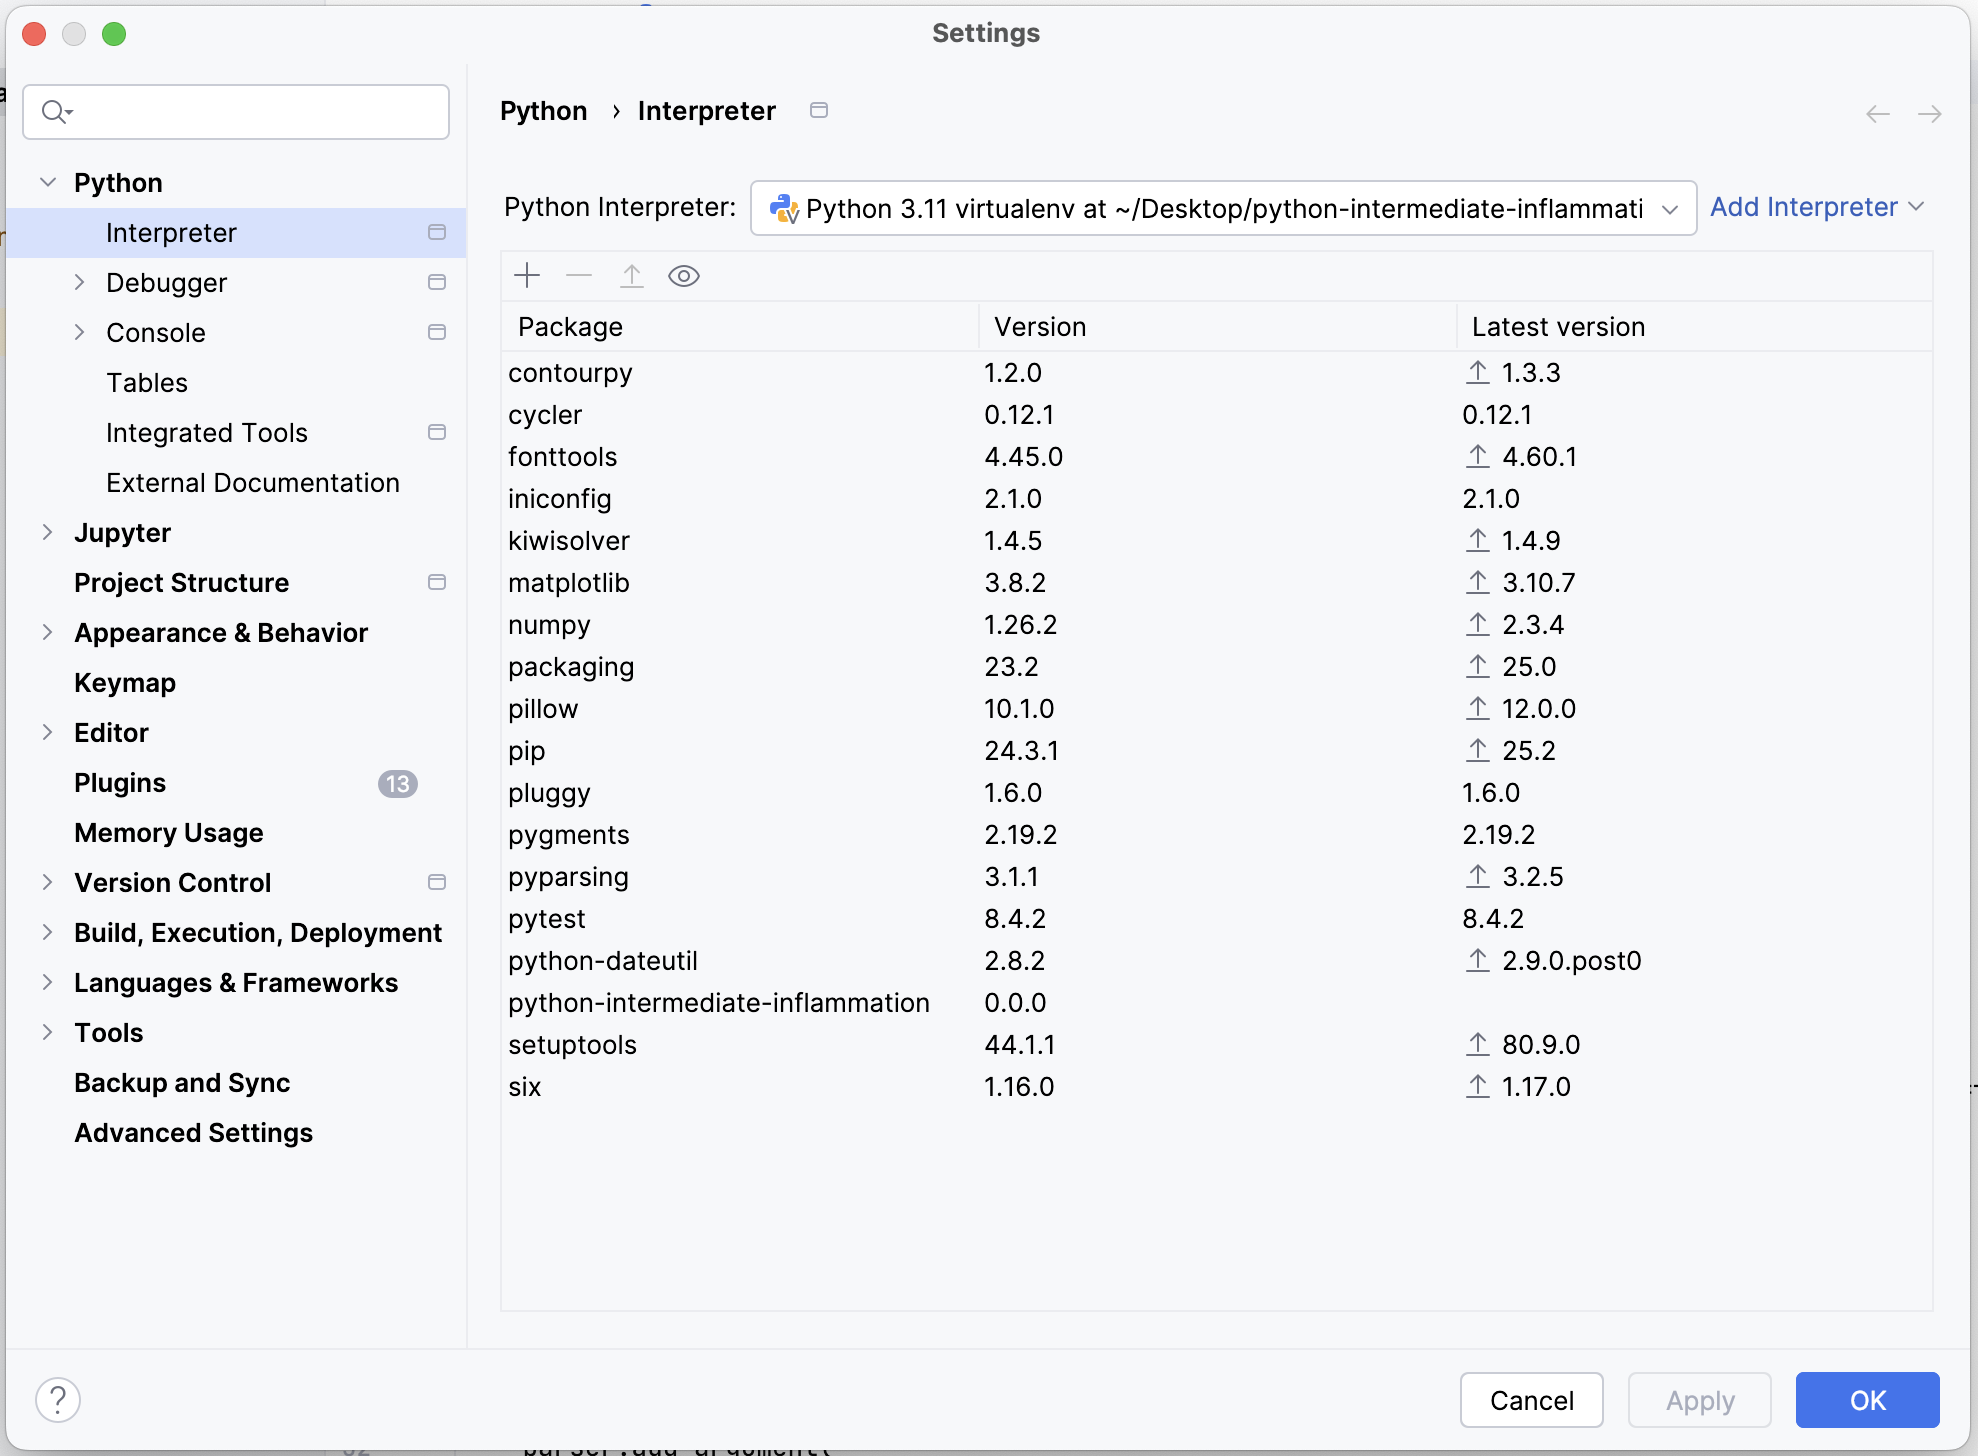 Settings
Python › Interpreter
Python
Interpreter
Debugger
Console
Tables
Integrated Tools
External Documentation
Jupyter
Project Structure
Appearance & Behavior
Keymap
Editor
Plugins 13
Memory Usage
Version Control
Build, Execution, Deployment
Languages & Frameworks
Tools
Backup and Sync
Advanced Settings
Python Interpreter: Python 3.11 virtualenv at ~/Desktop/python-intermediate-inflammati Add Interpreter
Package Version Latest version
contourpy 1.2.0 1.3.3
cycler 0.12.1 0.12.1
fonttools 4.45.0 4.60.1
iniconfig 2.1.0 2.1.0
kiwisolver 1.4.5 1.4.9
matplotlib 3.8.2 3.10.7
numpy 1.26.2 2.3.4
packaging 23.2 25.0
pillow 10.1.0 12.0.0
pip 24.3.1 25.2
pluggy 1.6.0 1.6.0
pygments 2.19.2 2.19.2
pyparsing 3.1.1 3.2.5
pytest 8.4.2 8.4.2
python-dateutil 2.8.2 2.9.0.post0
python-intermediate-inflammation 0.0.0
setuptools 44.1.1 80.9.0
six 1.16.0 1.17.0
? Cancel Apply OK